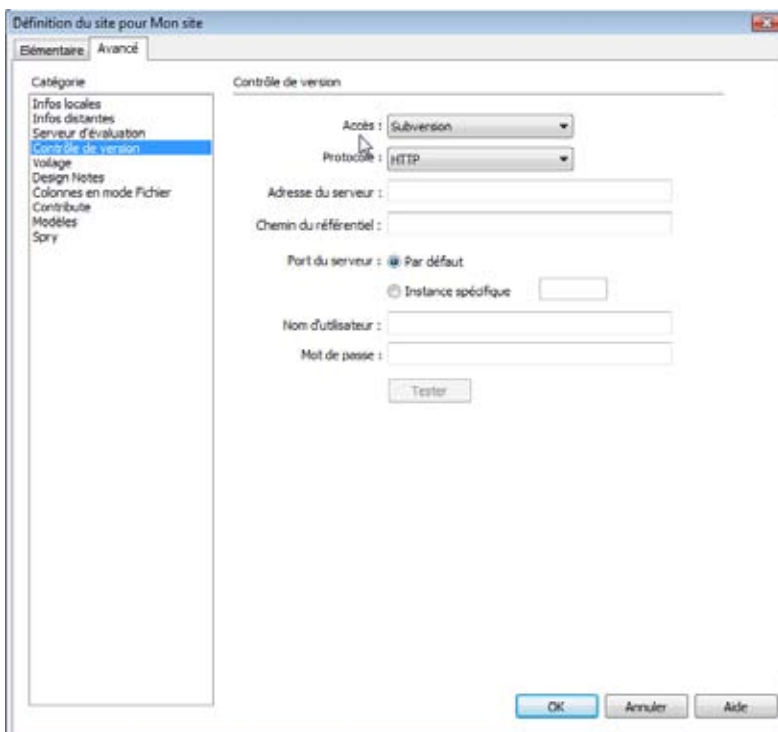 Définition du site pour Mon site
Elémentaire Avancé
Catégorie
Infos locales
Infos distantes
Serveur d'évaluation
Contrôle de version
Voilage
Design Notes
Colonnes en mode Fichier
Contribute
Modèles
Spry
Contrôle de version
Accès : Subversion
Protocole : HTTP
Adresse du serveur :
Chemin du référentiel :
Port du serveur : Par défaut
Instance spécifique
Nom d'utilisateur :
Mot de passe :
Tester
OK Annuler Aide